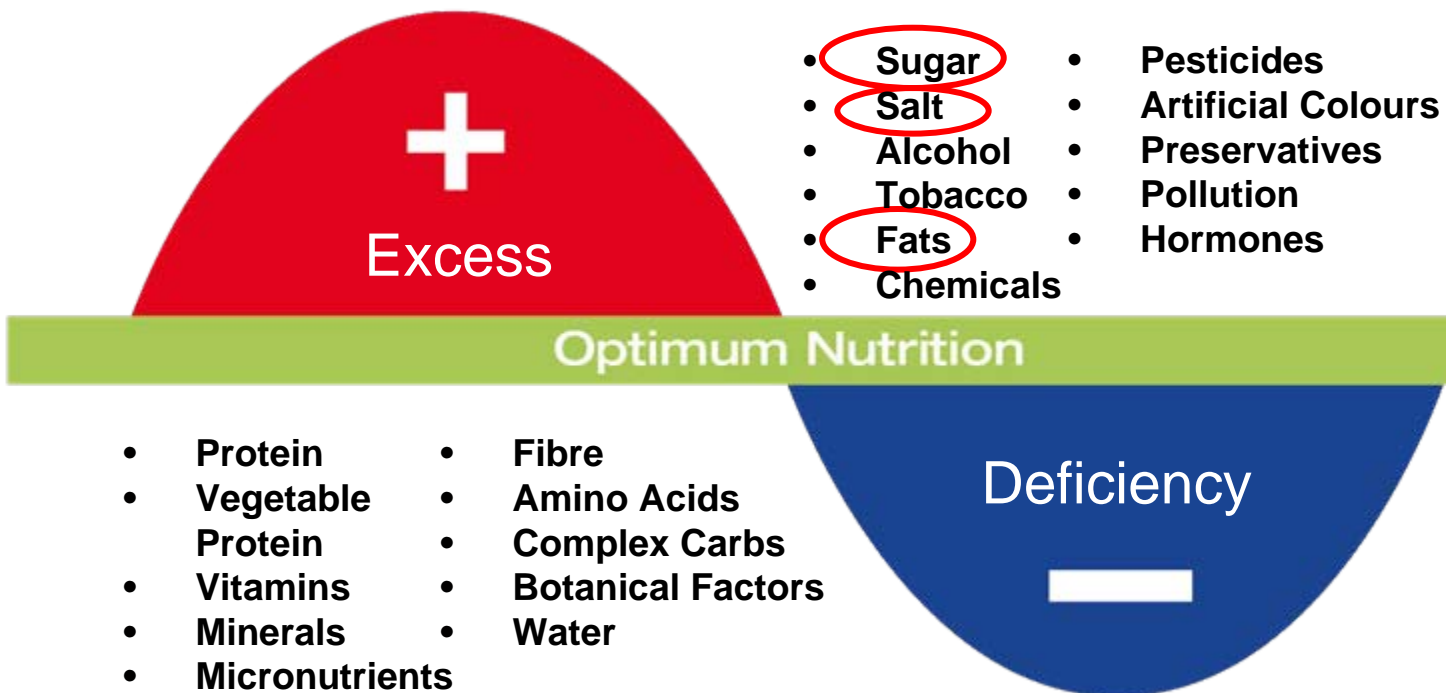 +
Excess
• Sugar
• Salt
• Alcohol
• Tobacco
• Fats
• Chemicals
• Pesticides
• Artificial Colours
• Preservatives
• Pollution
• Hormones
Optimum Nutrition
• Protein
• Vegetable
Protein
• Vitamins
• Minerals
• Micronutrients
• Fibre
• Amino Acids
• Complex Carbs
• Botanical Factors
• Water
Deficiency
−